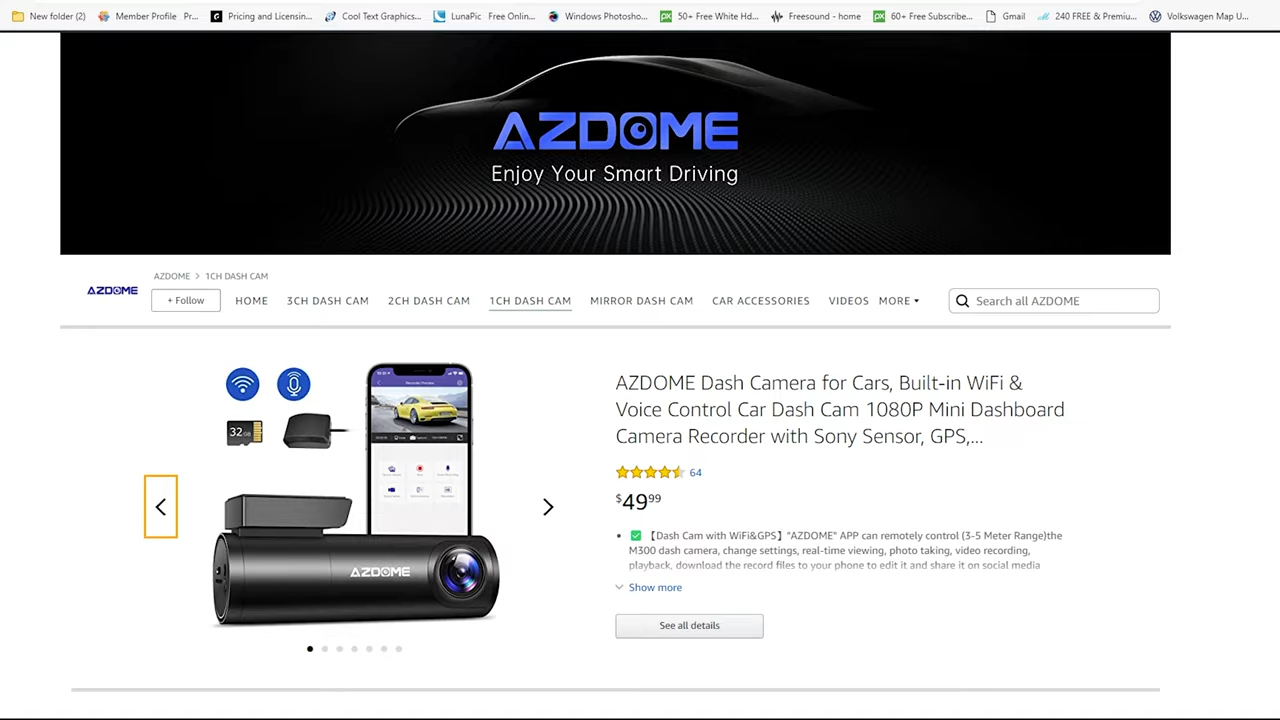 New folder (2) Member Profile Pr... Pricing and Licensin... Cool Text Graphics... LunaPic Free Onlin... Windows Photosho... 50+ Free White Hd... Freesound - home 60+ Free Subscribe... Gmail 240 FREE & Premiu... Volkswagen Map U...
AZDOME
Enjoy Your Smart Driving
AZDOME > 1CH DASH CAM
AZDOME + Follow HOME 3CH DASH CAM 2CH DASH CAM 1CH DASH CAM MIRROR DASH CAM CAR ACCESSORIES VIDEOS MORE Search all AZDOME
32GB
AZDOME
AZDOME Dash Camera for Cars, Built-in WiFi &
Voice Control Car Dash Cam 1080P Mini Dashboard
Camera Recorder with Sony Sensor, GPS,...
64
$49.99
• ✅ 【Dash Cam with WiFi&GPS】"AZDOME" APP can remotely control (3-5 Meter Range)the
M300 dash camera, change settings, real-time viewing, photo taking, video recording,
playback, download the record files to your phone to edit it and share it on social media
Show more
See all details